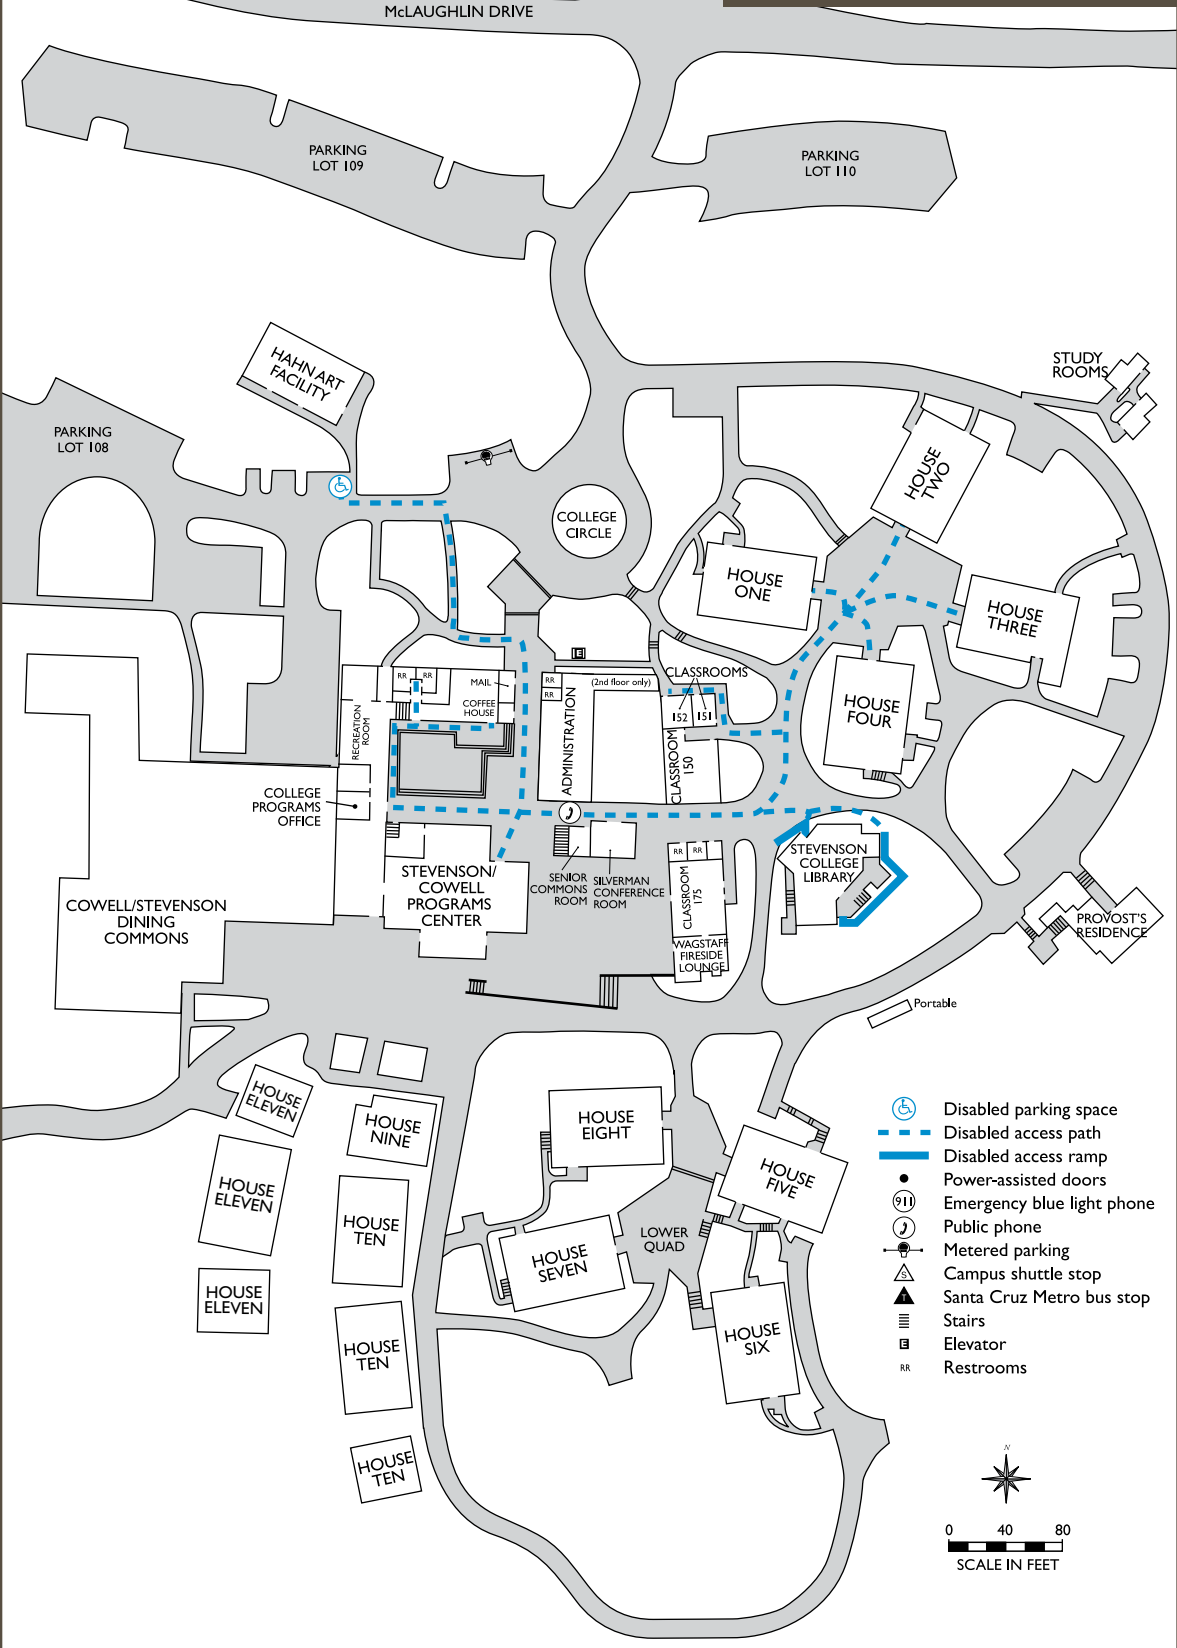 McLAUGHLIN DRIVE
PARKING
LOT 109
PARKING
LOT 110
HAHN ART
FACILITY
STUDY
ROOMS
PARKING
LOT 108
HOUSE
TWO
COLLEGE
CIRCLE
HOUSE
ONE
HOUSE
THREE
E
RR
RR
MAIL
COFFEE
HOUSE
RR
RR
(2nd floor only)
CLASSROOMS
152
151
HOUSE
FOUR
RECREATION
ROOM
ADMINISTRATION
CLASSROOM
150
COLLEGE
PROGRAMS
OFFICE
STEVENSON/
COWELL
PROGRAMS
CENTER
SENIOR
COMMONS
ROOM
SILVERMAN
CONFERENCE
ROOM
RR
RR
CLASSROOM
175
WAGSTAFF
FIRESIDE
LOUNGE
STEVENSON
COLLEGE
LIBRARY
COWELL/STEVENSON
DINING
COMMONS
PROVOST'S
RESIDENCE
Portable
HOUSE
ELEVEN
HOUSE
NINE
HOUSE
EIGHT
HOUSE
FIVE
HOUSE
ELEVEN
HOUSE
TEN
LOWER
QUAD
HOUSE
SEVEN
HOUSE
ELEVEN
HOUSE
TEN
HOUSE
SIX
HOUSE
TEN
Disabled parking space
Disabled access path
Disabled access ramp
Power-assisted doors
911 Emergency blue light phone
Public phone
Metered parking
S Campus shuttle stop
T Santa Cruz Metro bus stop
Stairs
E Elevator
RR Restrooms
N
0 40 80
SCALE IN FEET